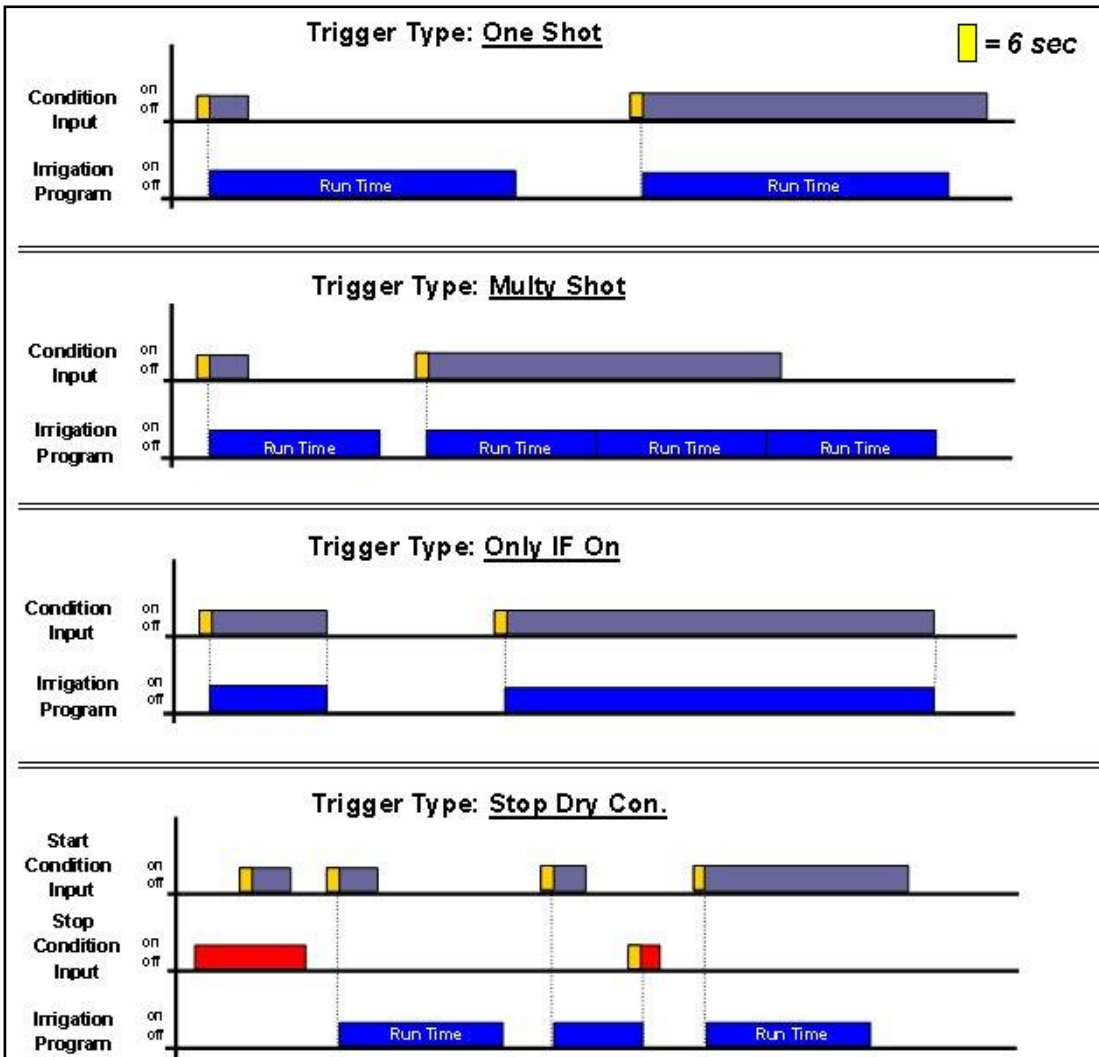 Trigger Type: One Shot
= 6 sec
Condition
Input
on
off
Irrigation
Program
on
off
Run Time
Run Time
Trigger Type: Multy Shot
Condition
Input
on
off
Irrigation
Program
on
off
Run Time
Run Time
Run Time
Run Time
Trigger Type: Only IF On
Condition
Input
on
off
Irrigation
Program
on
off
Trigger Type: Stop Dry Con.
Start
Condition
Input
on
off
Stop
Condition
Input
on
off
Irrigation
Program
on
off
Run Time
Run Time